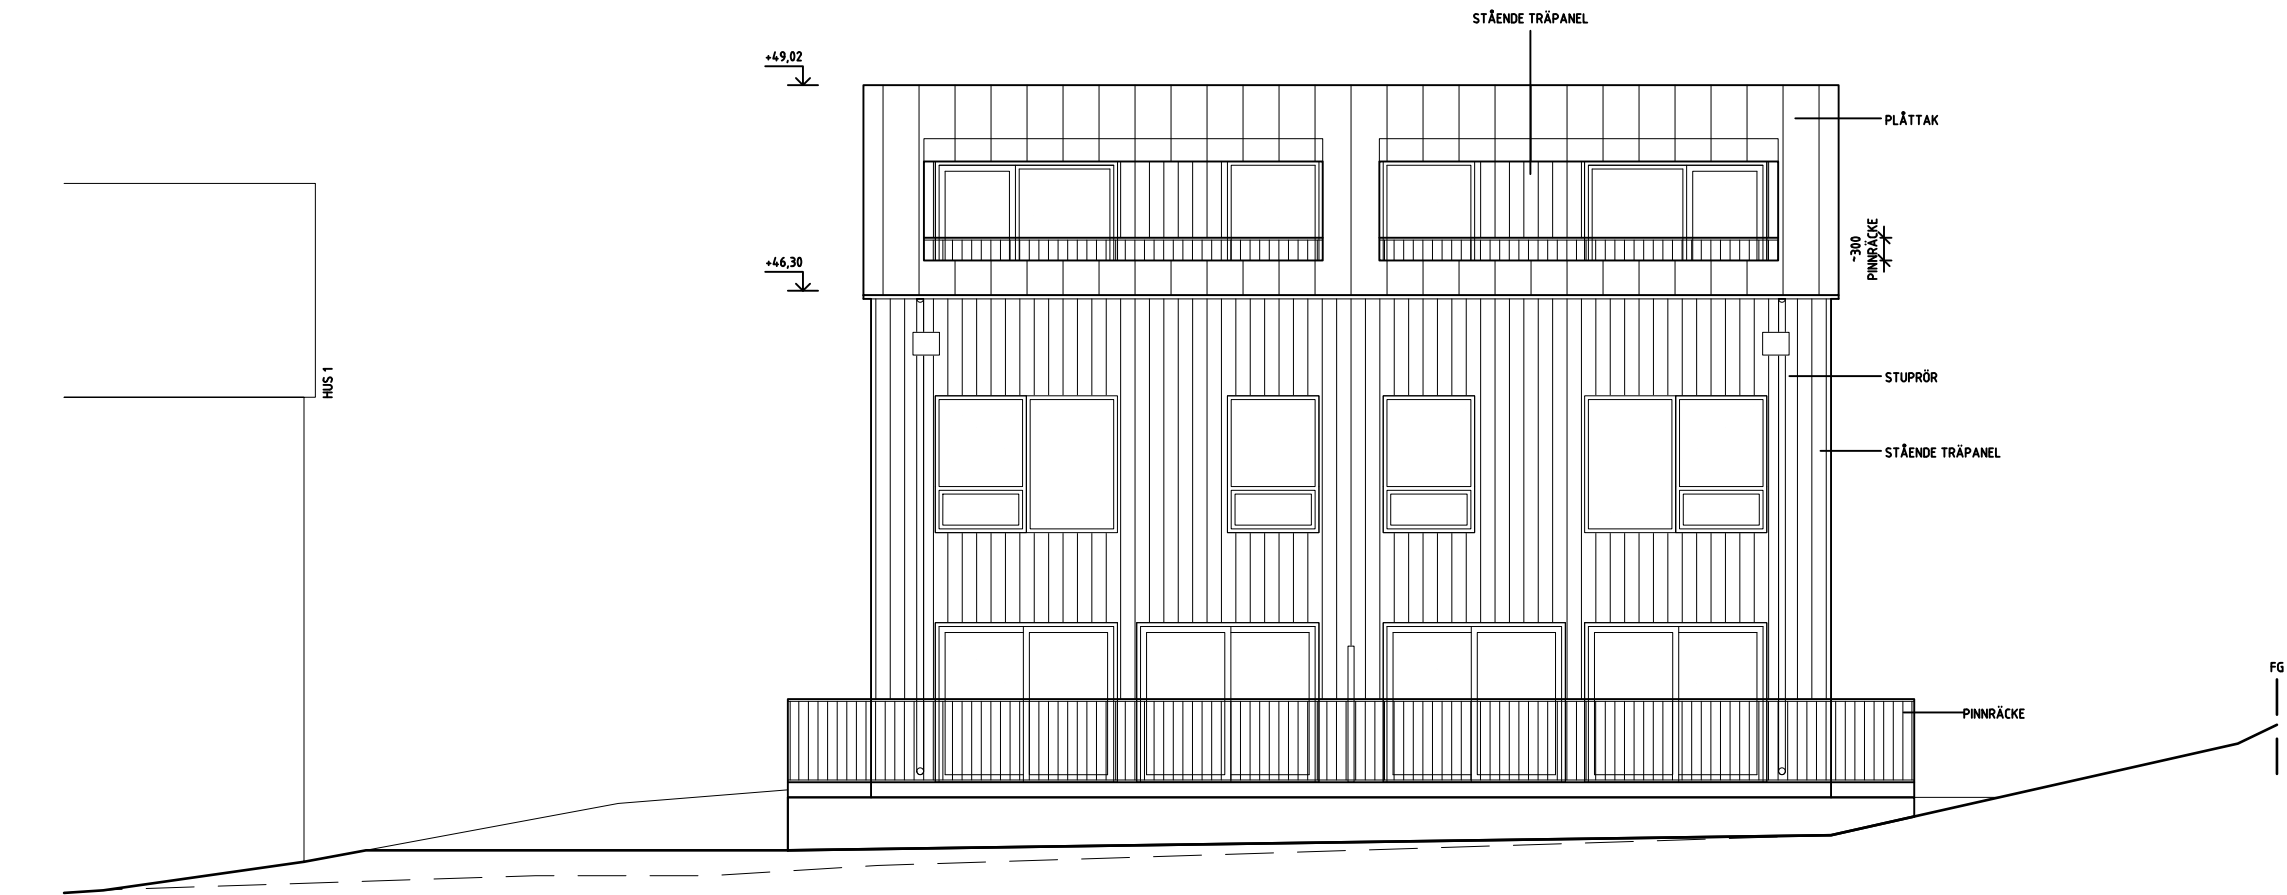 STÅENDE TRÄPANEL
+49,02
PLÅTTAK
~300
PINNRÄCKE
+46,30
HUS 1
STUPRÖR
STÅENDE TRÄPANEL
FG
PINNRÄCKE